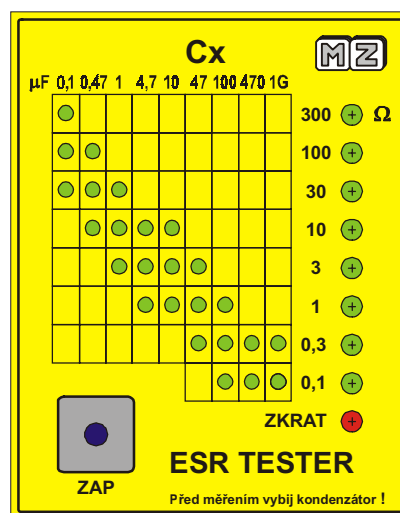 Cx
MZ
µF 0,1 0,47 1 4,7 10 47 100 470 1G
300 Ω
100
30
10
3
1
0,3
0,1
ZKRAT
ESR TESTER
ZAP
Před měřením vybij kondenzátor !